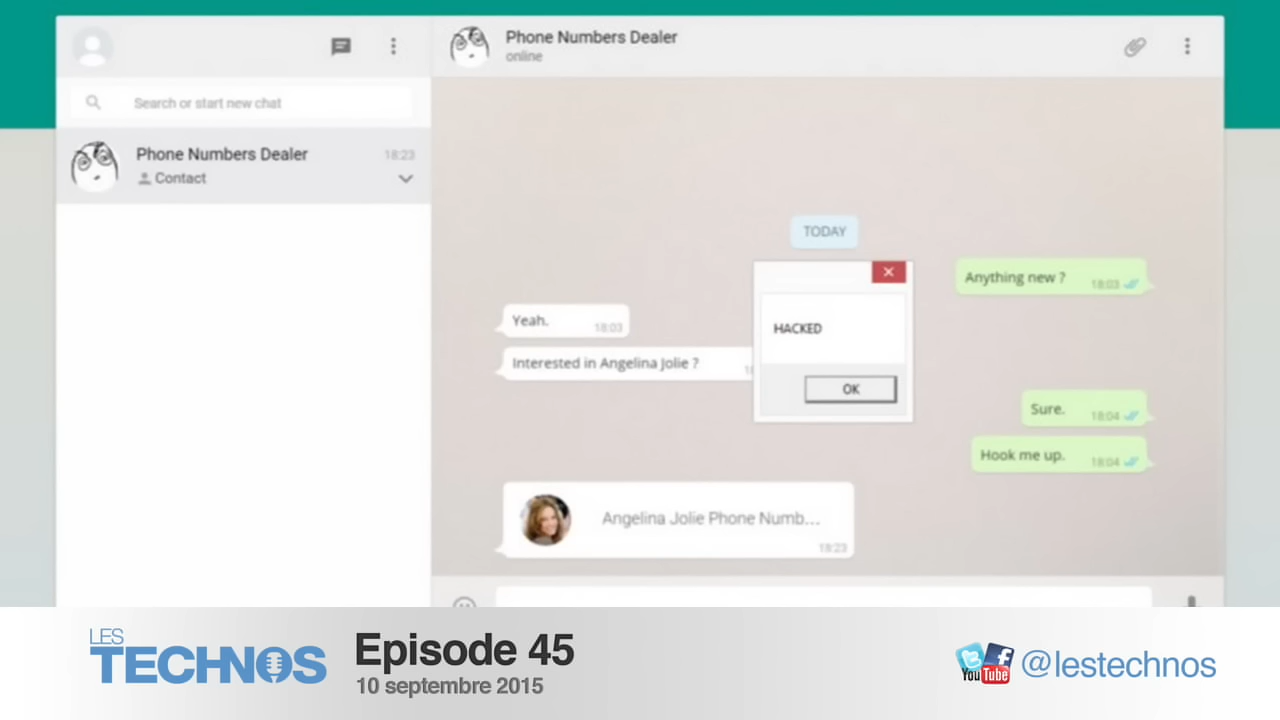 Phone Numbers Dealer
online
Search or start new chat
Phone Numbers Dealer
18:23
Contact
TODAY
Anything new ?
18:03
Yeah.
18:03
Interested in Angelina Jolie ?
HACKED
OK
Sure.
18:04
Hook me up.
18:04
Angelina Jolie Phone Numb...
18:23
LES
TECHNOS
Episode 45
10 septembre 2015
You Tube
@lestechnos